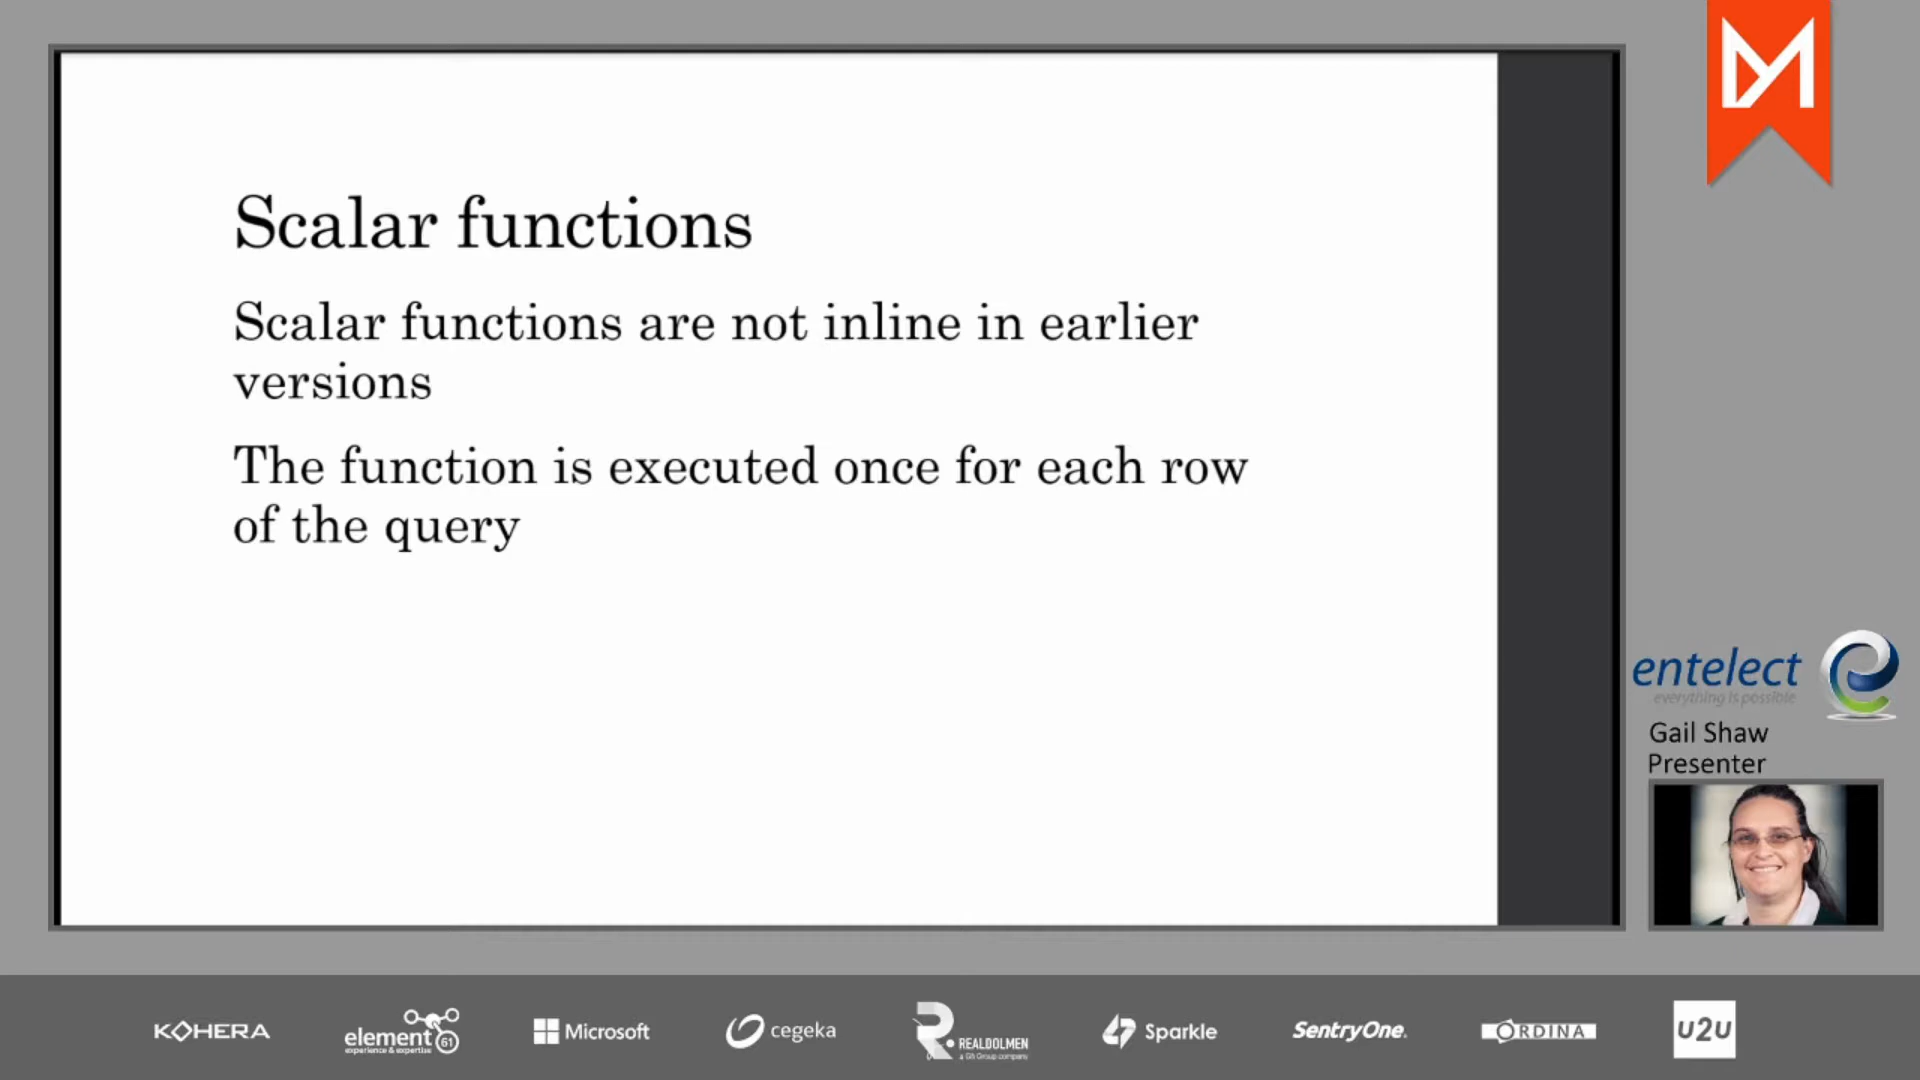 Scalar functions
Scalar functions are not inline in earlier
versions
The function is executed once for each row
of the query
entelect
everything is possible
Gail Shaw
Presenter
KOHERA
element 61
experience & expertise
Microsoft
cegeka
REALDOLMEN
a Gfi Group company
Sparkle
SentryOne.
ORDINA
u2u